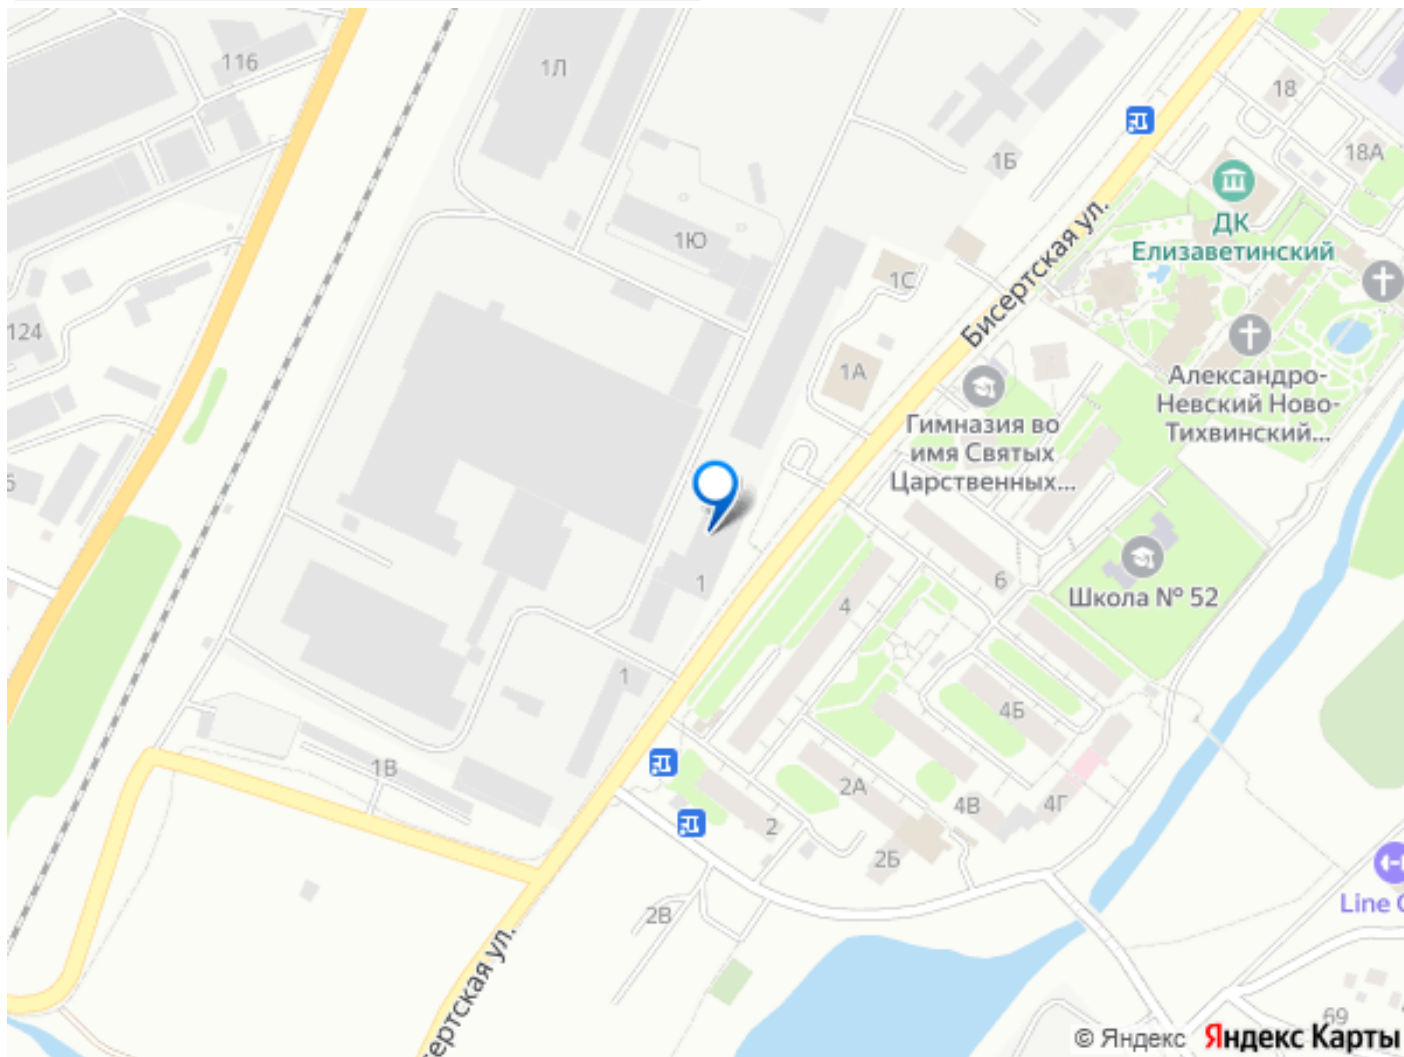 116
1Л
18
1Б
18А
ДК
Елизаветинский
1Ю
1С
Бисертская ул.
124
1А
Александро-
Невский Ново-
Тихвинский...
Гимназия во
имя Святых
Царственных...
6
1
4
Школа № 52
1
4Б
1В
2А
4В
4Г
2
2Б
Line
2В
сертская ул.
69
© Яндекс Яндекс Карты